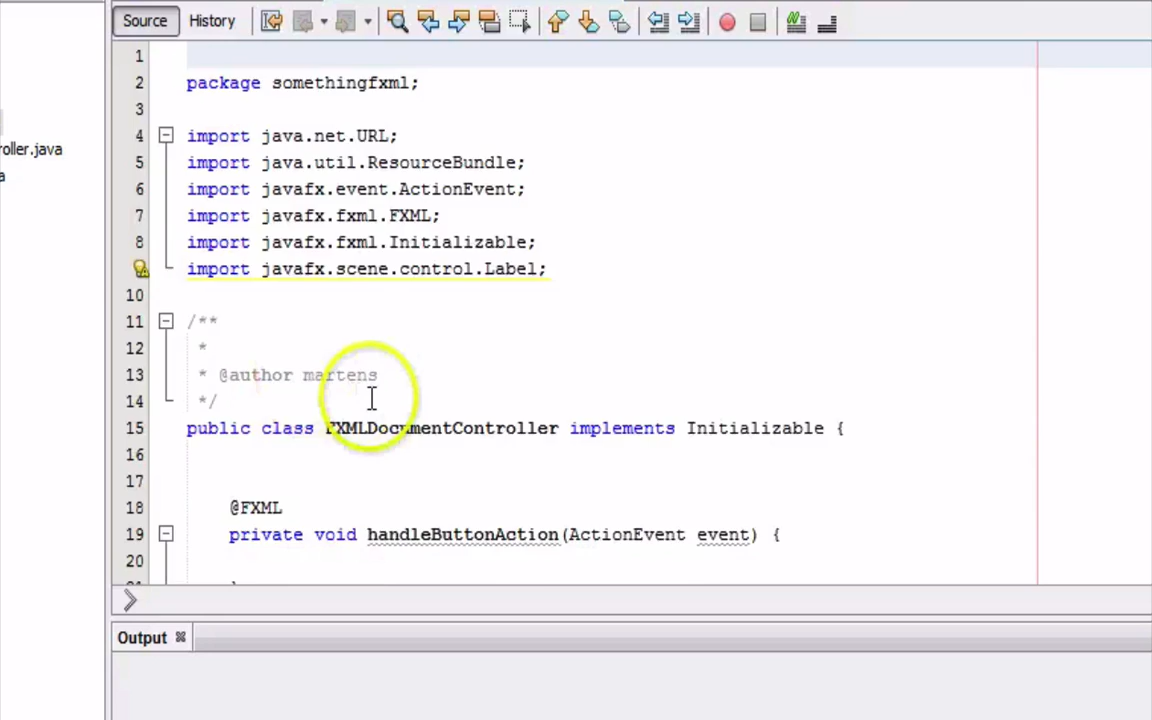 Source History
roller.java
a
1
2 package somethingfxml;
3
4 import java.net.URL;
5 import java.util.ResourceBundle;
6 import javafx.event.ActionEvent;
7 import javafx.fxml.FXML;
8 import javafx.fxml.Initializable;
import javafx.scene.control.Label;
10
11 /**
12 *
13 * @author martens
14 */
15 public class FXMLDocumentController implements Initializable {
16
17
18 @FXML
19 private void handleButtonAction(ActionEvent event) {
20
Output